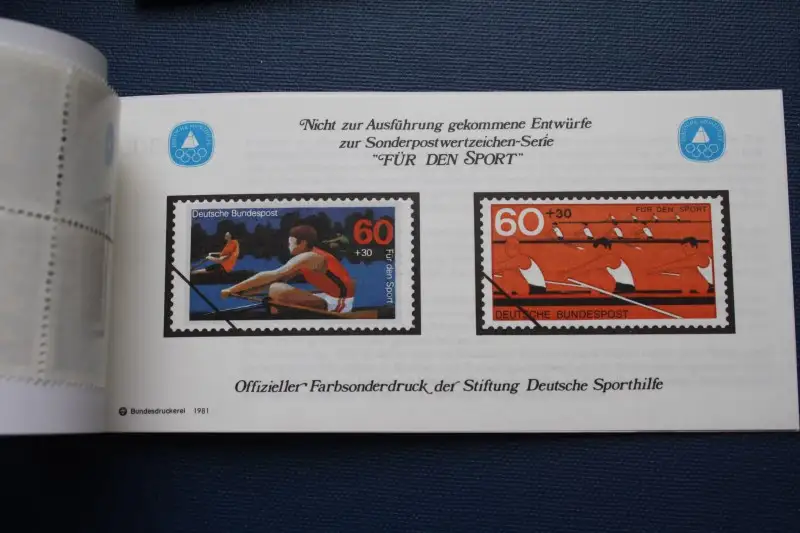 Nicht zur Ausführung gekommene Entwürfe
zur Sonderpostwertzeichen-Serie
"FÜR DEN SPORT"
Deutsche Bundespost
60
+30
Für den Sport
60 +30
FÜR DEN SPORT
DEUTSCHE BUNDESPOST
Offizieller Farbsonderdruck der Stiftung Deutsche Sporthilfe
Bundesdruckerei 1981